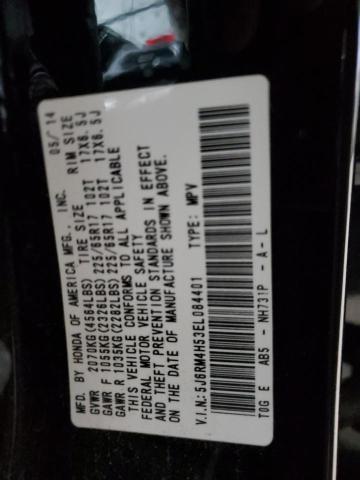 MFD. BY HONDA OF AMERICA MFG., INC. 05/14
TIRE SIZE RIM SIZE
GVWR 2070KG(4564LBS)
GAWR F 1055KG(2326LBS) 225/65R17 102T 17X6.5J
GAWR R 1035KG(2282LBS) 225/65R17 102T 17X6.5J
THIS VEHICLE CONFORMS TO ALL APPLICABLE
FEDERAL MOTOR VEHICLE SAFETY
AND THEFT PREVENTION STANDARDS IN EFFECT
ON THE DATE OF MANUFACTURE SHOWN ABOVE.
V.I.N.: 5J6RM4H53EL084401 TYPE: MPV
T0G E AB5 - NH731P - A - L